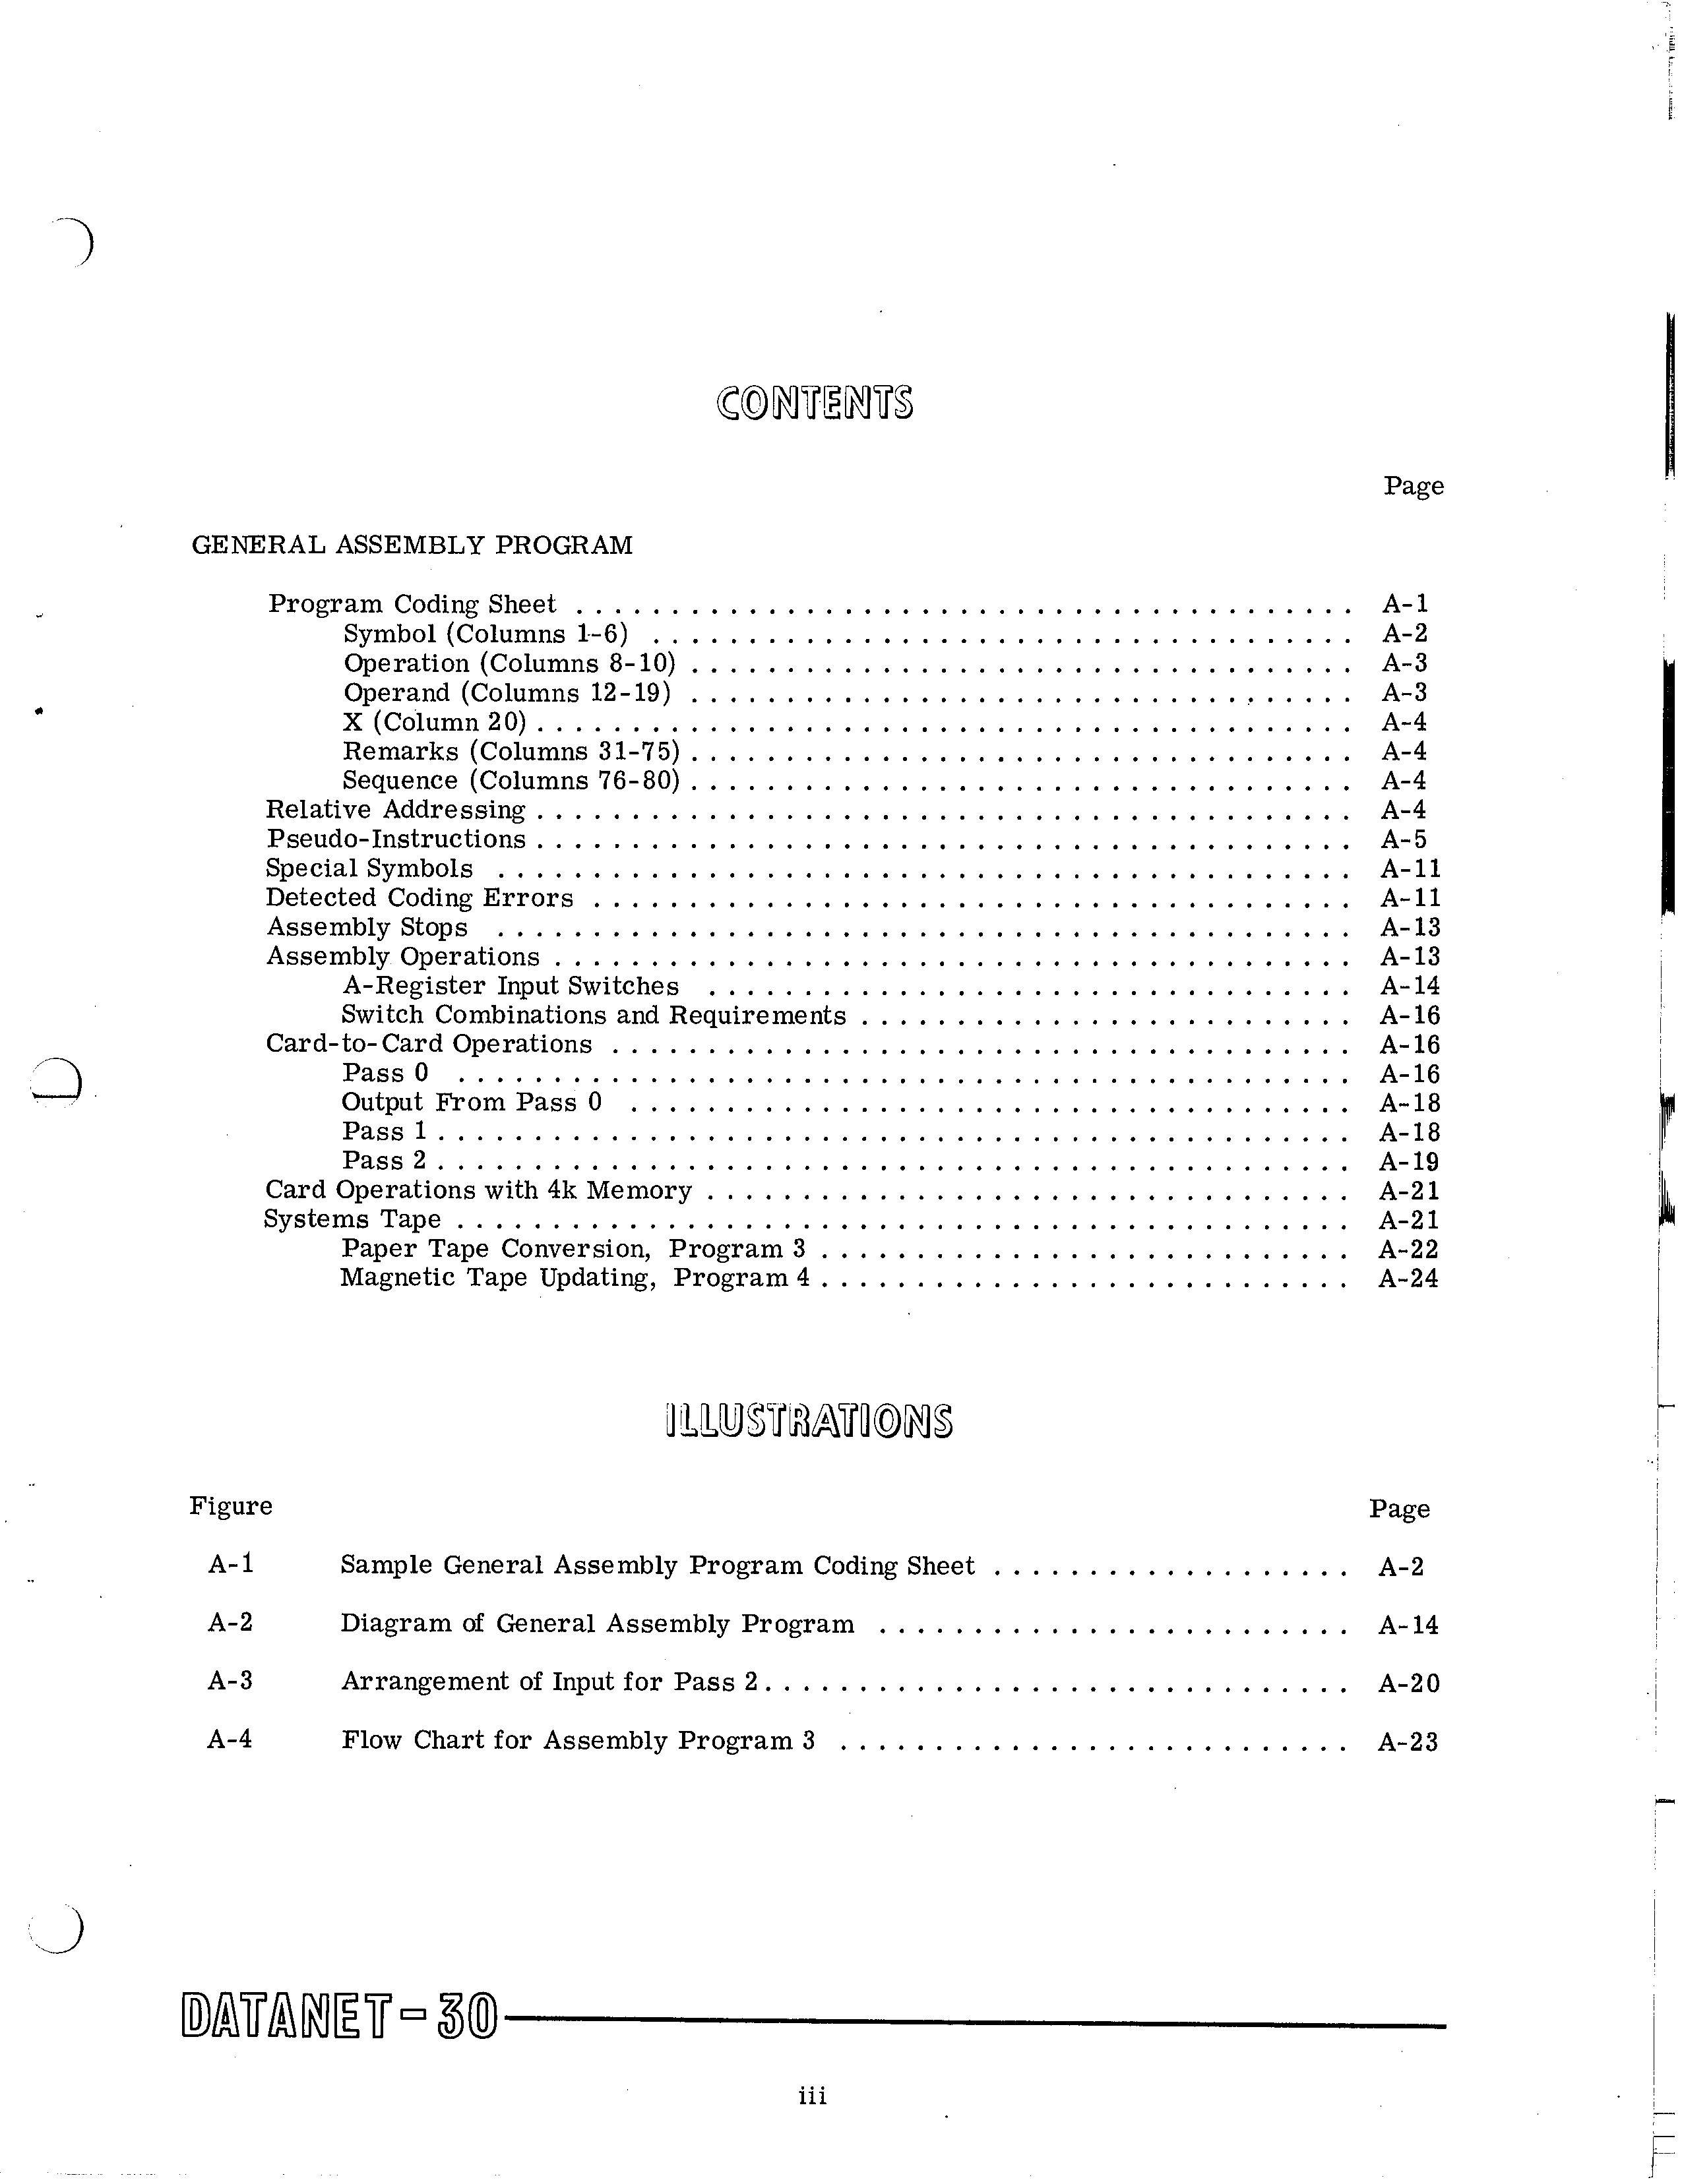 CONTENTS
Page
GENERAL ASSEMBLY PROGRAM
Program Coding Sheet . . . . . . . . . . . . . . . . . . . . A-1
Symbol (Columns 1-6) . . . . . . . . . . . . . . . . . . . . A-2
Operation (Columns 8-10) . . . . . . . . . . . . . . . . . . . . A-3
Operand (Columns 12-19) . . . . . . . . . . . . . . . . . . . . A-3
X (Column 20) . . . . . . . . . . . . . . . . . . . . A-4
Remarks (Columns 31-75) . . . . . . . . . . . . . . . . . . . . A-4
Sequence (Columns 76-80) . . . . . . . . . . . . . . . . . . . . A-4
Relative Addressing . . . . . . . . . . . . . . . . . . . . A-4
Pseudo-Instructions . . . . . . . . . . . . . . . . . . . . A-5
Special Symbols . . . . . . . . . . . . . . . . . . . . A-11
Detected Coding Errors . . . . . . . . . . . . . . . . . . . . A-11
Assembly Stops . . . . . . . . . . . . . . . . . . . . A-13
Assembly Operations . . . . . . . . . . . . . . . . . . . . A-13
A-Register Input Switches . . . . . . . . . . . . . . . . . . . . A-14
Switch Combinations and Requirements . . . . . . . . . . . . . . . . . . . . A-16
Card-to-Card Operations . . . . . . . . . . . . . . . . . . . . A-16
Pass 0 . . . . . . . . . . . . . . . . . . . . A-16
Output From Pass 0 . . . . . . . . . . . . . . . . . . . . A-18
Pass 1 . . . . . . . . . . . . . . . . . . . . A-18
Pass 2 . . . . . . . . . . . . . . . . . . . . A-19
Card Operations with 4k Memory . . . . . . . . . . . . . . . . . . . . A-21
Systems Tape . . . . . . . . . . . . . . . . . . . . A-21
Paper Tape Conversion, Program 3 . . . . . . . . . . . . . . . . . . . . A-22
Magnetic Tape Updating, Program 4 . . . . . . . . . . . . . . . . . . . . A-24
ILLUSTRATIONS
Figure Page
A-1 Sample General Assembly Program Coding Sheet . . . . . . . . . . . . . . . . . . . A-2
A-2 Diagram of General Assembly Program . . . . . . . . . . . . . . . . . . . . A-14
A-3 Arrangement of Input for Pass 2 . . . . . . . . . . . . . . . . . . . . A-20
A-4 Flow Chart for Assembly Program 3 . . . . . . . . . . . . . . . . . . . . A-23
DATANET-30
iii